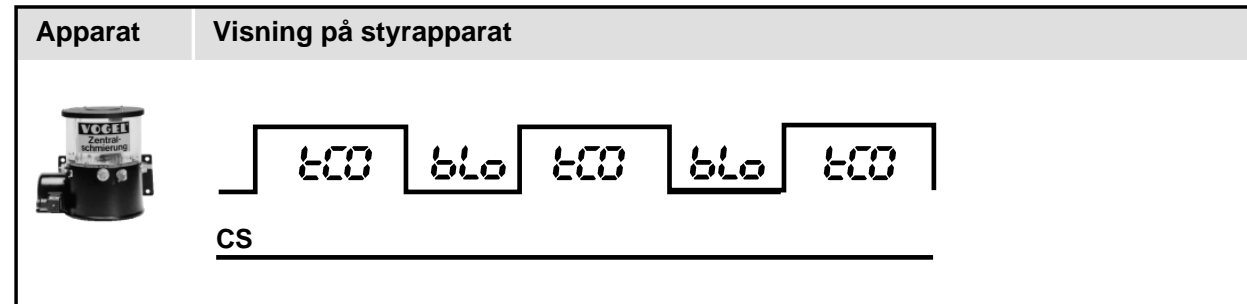 Apparat Visning på styrapparat
VOGEL
Zentral-
schmierung
tCO bLo tCO bLo tCO
CS